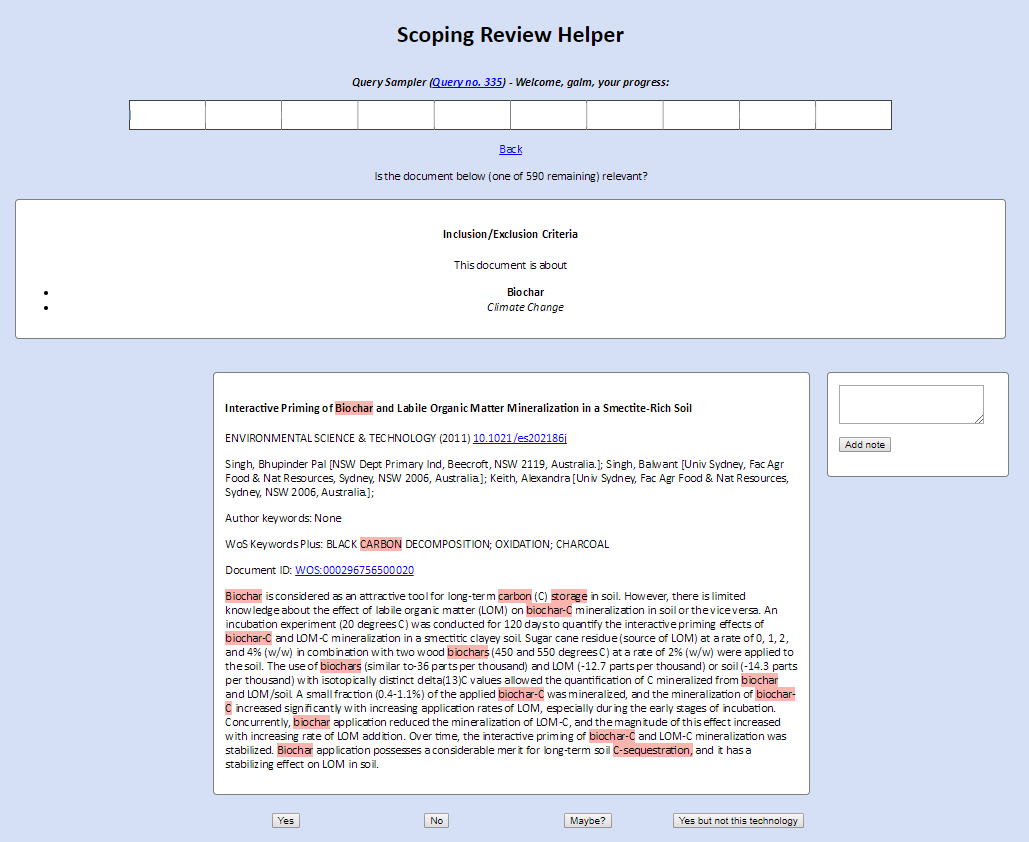 Scoping Review Helper
Query Sampler (Query no. 335) - Welcome, galm, your progress:
Back
Is the document below (one of 590 remaining) relevant?
Inclusion/Exclusion Criteria
This document is about
Biochar
Climate Change
Interactive Priming of Biochar and Labile Organic Matter Mineralization in a Smectite-Rich Soil
ENVIRONMENTAL SCIENCE & TECHNOLOGY (2011) 10.1021/es202186j
Singh, Bhupinder Pal [NSW Dept Primary Ind, Beecroft, NSW 2119, Australia.]; Singh, Balwant [Univ Sydney, Fac Agr
Food & Nat Resources, Sydney, NSW 2006, Australia.]; Keith, Alexandra [Univ Sydney, Fac Agr Food & Nat Resources,
Sydney, NSW 2006, Australia.];
Author keywords: None
WoS Keywords Plus: BLACK CARBON DECOMPOSITION; OXIDATION; CHARCOAL
Document ID: WOS:000296756500020
Biochar is considered as an attractive tool for long-term carbon (C) storage in soil. However, there is limited
knowledge about the effect of labile organic matter (LOM) on biochar-C mineralization in soil or the vice versa. An
incubation experiment (20 degrees C) was conducted for 120 days to quantify the interactive priming effects of
biochar-C and LOM-C mineralization in a smectitic clayey soil. Sugar cane residue (source of LOM) at a rate of 0, 1, 2,
and 4% (w/w) in combination with two wood biochars (450 and 550 degrees C) at a rate of 2% (w/w) were applied to
the soil. The use of biochars (similar to-36 parts per thousand) and LOM (-12.7 parts per thousand) or soil (-14.3 parts
per thousand) with isotopically distinct delta(13)C values allowed the quantification of C mineralized from biochar
and LOM/soil. A small fraction (0.4-1.1%) of the applied biochar-C was mineralized, and the mineralization of biochar-
C increased significantly with increasing application rates of LOM, especially during the early stages of incubation.
Concurrently, biochar application reduced the mineralization of LOM-C, and the magnitude of this effect increased
with increasing rate of LOM addition. Over time, the interactive priming of biochar-C and LOM-C mineralization was
stabilized. Biochar application possesses a considerable merit for long-term soil C-sequestration, and it has a
stabilizing effect on LOM in soil.
Add note
Yes
No
Maybe?
Yes but not this technology